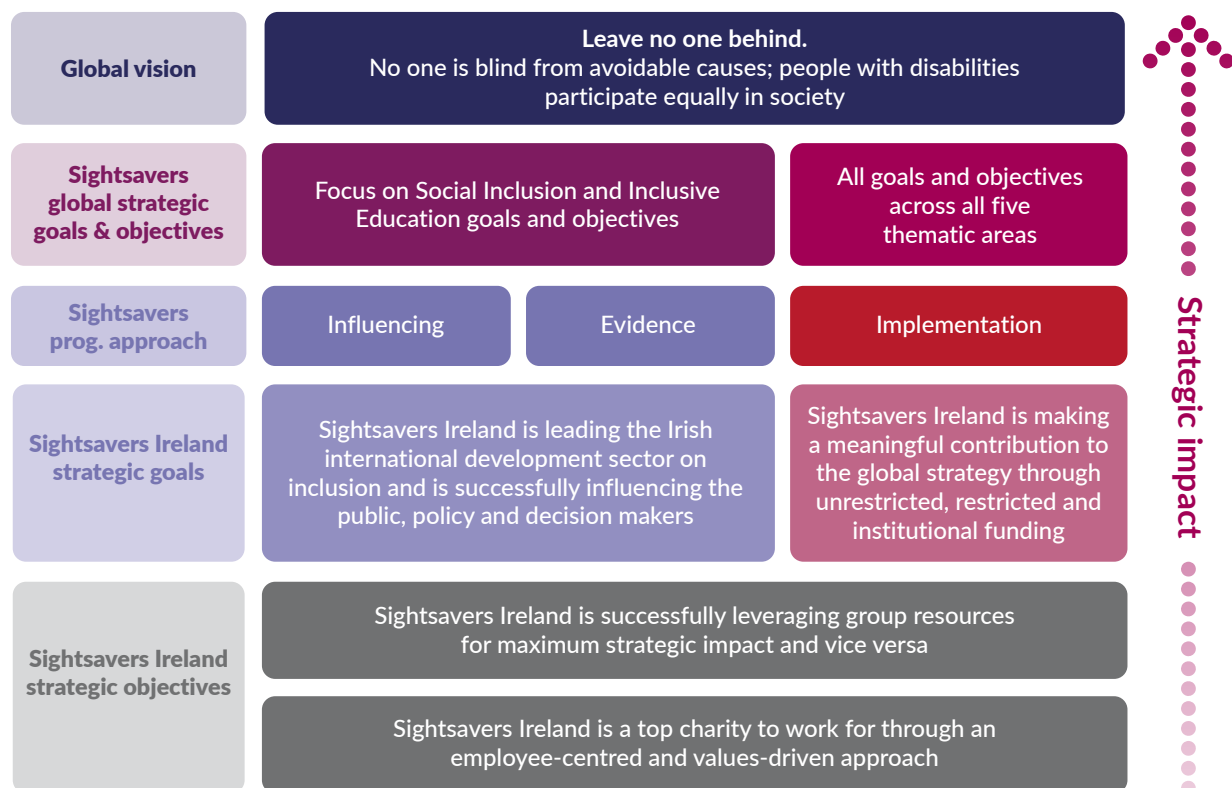 Global vision
Leave no one behind.
No one is blind from avoidable causes; people with disabilities
participate equally in society
Sightsavers
global strategic
goals & objectives
Focus on Social Inclusion and Inclusive
Education goals and objectives
All goals and objectives
across all five
thematic areas
Sightsavers
prog. approach
Influencing
Evidence
Implementation
Sightsavers Ireland
strategic goals
Sightsavers Ireland is leading the Irish
international development sector on
inclusion and is successfully influencing the
public, policy and decision makers
Sightsavers Ireland is making
a meaningful contribution to
the global strategy through
unrestricted, restricted and
institutional funding
Sightsavers Ireland
strategic objectives
Sightsavers Ireland is successfully leveraging group resources
for maximum strategic impact and vice versa
Sightsavers Ireland is a top charity to work for through an
employee-centred and values-driven approach
Strategic impact